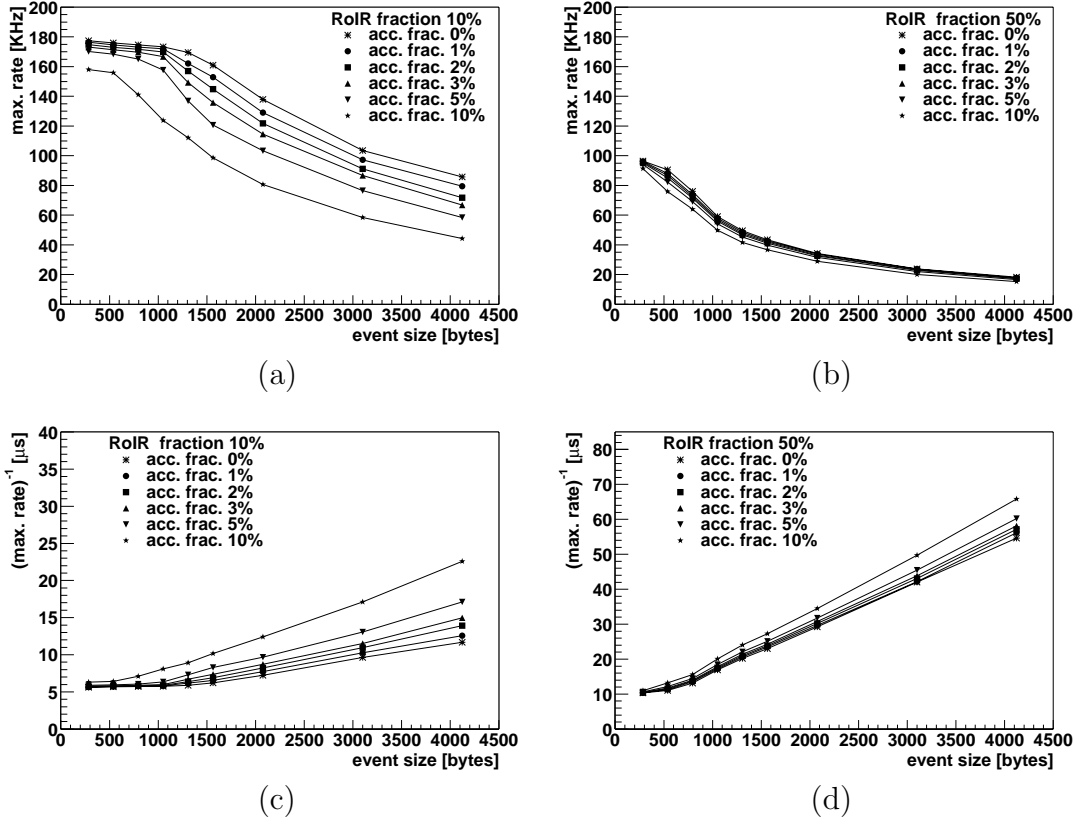 max. rate [KHz]
200
180
160
140
120
100
80
60
40
20
0
RoIR fraction 10%
acc. frac. 0%
acc. frac. 1%
acc. frac. 2%
acc. frac. 3%
acc. frac. 5%
acc. frac. 10%
0 500 1000 1500 2000 2500 3000 3500 4000 4500
event size [bytes]
(a)
max. rate [KHz]
200
180
160
140
120
100
80
60
40
20
0
RoIR fraction 50%
acc. frac. 0%
acc. frac. 1%
acc. frac. 2%
acc. frac. 3%
acc. frac. 5%
acc. frac. 10%
0 500 1000 1500 2000 2500 3000 3500 4000 4500
event size [bytes]
(b)
(max. rate)⁻¹ [μs]
40
35
30
25
20
15
10
5
0
RoIR fraction 10%
acc. frac. 0%
acc. frac. 1%
acc. frac. 2%
acc. frac. 3%
acc. frac. 5%
acc. frac. 10%
0 500 1000 1500 2000 2500 3000 3500 4000 4500
event size [bytes]
(c)
(max. rate)⁻¹ [μs]
80
70
60
50
40
30
20
10
0
RoIR fraction 50%
acc. frac. 0%
acc. frac. 1%
acc. frac. 2%
acc. frac. 3%
acc. frac. 5%
acc. frac. 10%
0 500 1000 1500 2000 2500 3000 3500 4000 4500
event size [bytes]
(d)